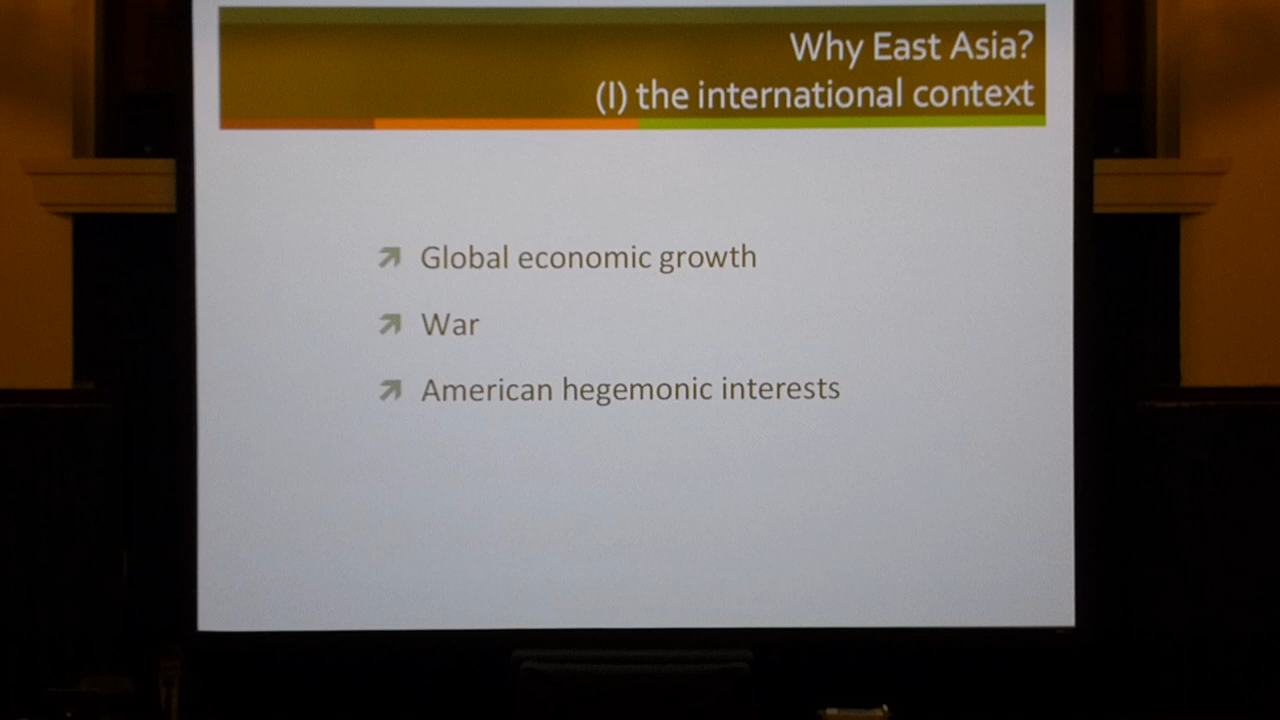 Why East Asia?
(I) the international context
Global economic growth
War
American hegemonic interests